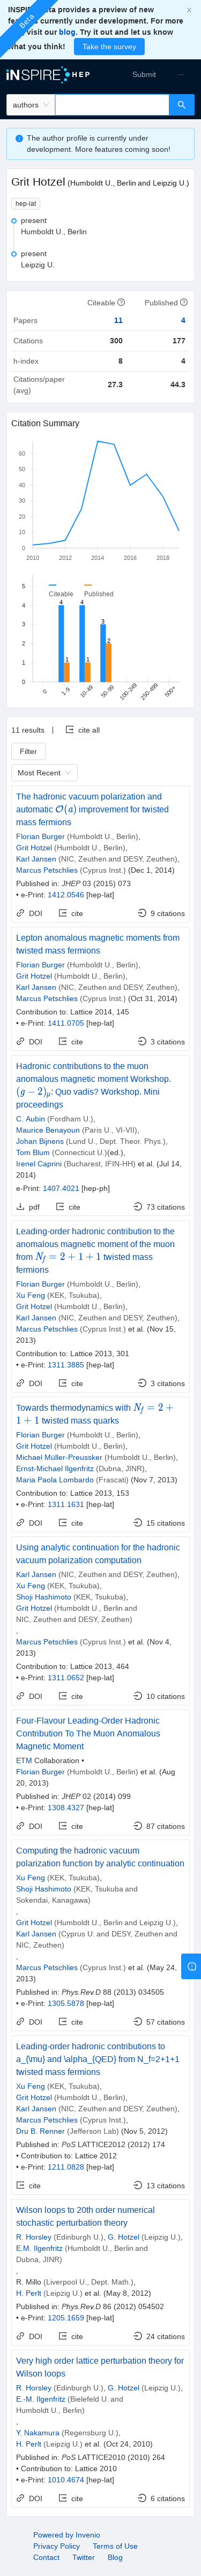 INSPIRE Labs provides a preview of new
features currently under development. For more
info, visit our blog. Try it out and let us know
what you think! Take the survey
Beta
iNSPIRE HEP Submit ...
authors
The author profile is currently under
development. More features coming soon!
Grit Hotzel (Humboldt U., Berlin and Leipzig U.)
hep-lat
present
Humboldt U., Berlin
present
Leipzig U.
Citeable Published
Papers 11 4
Citations 300 177
h-index 8 4
Citations/paper
(avg) 27.3 44.3
Citation Summary
60
50
40
30
20
10
0
2010 2012 2014 2016 2018
5
4
3
2
1
0
Citeable Published
4 4
3
2
1 1
0 1-9 10-49 50-99 100-249 250-499 500+
11 results | cite all
Filter
Most Recent
The hadronic vacuum polarization and
automatic O(a) improvement for twisted
mass fermions
Florian Burger (Humboldt U., Berlin),
Grit Hotzel (Humboldt U., Berlin),
Karl Jansen (NIC, Zeuthen and DESY, Zeuthen),
Marcus Petschlies (Cyprus Inst.) (Dec 1, 2014)
Published in: JHEP 03 (2015) 073
• e-Print: 1412.0546 [hep-lat]
DOI cite 9 citations
Lepton anomalous magnetic moments from
twisted mass fermions
Florian Burger (Humboldt U., Berlin),
Grit Hotzel (Humboldt U., Berlin),
Karl Jansen (NIC, Zeuthen and DESY, Zeuthen),
Marcus Petschlies (Cyprus Inst.) (Oct 31, 2014)
Contribution to: Lattice 2014, 145
• e-Print: 1411.0705 [hep-lat]
DOI cite 3 citations
Hadronic contributions to the muon
anomalous magnetic moment Workshop.
(g − 2)μ: Quo vadis? Workshop. Mini
proceedings
C. Aubin (Fordham U.),
Maurice Benayoun (Paris U., VI-VII),
Johan Bijnens (Lund U., Dept. Theor. Phys.),
Tom Blum (Connecticut U.)(ed.),
Irenel Caprini (Bucharest, IFIN-HH) et al. (Jul 14,
2014)
e-Print: 1407.4021 [hep-ph]
pdf cite 73 citations
Leading-order hadronic contribution to the
anomalous magnetic moment of the muon
from Nf = 2 + 1 + 1 twisted mass
fermions
Florian Burger (Humboldt U., Berlin),
Xu Feng (KEK, Tsukuba),
Grit Hotzel (Humboldt U., Berlin),
Karl Jansen (NIC, Zeuthen and DESY, Zeuthen),
Marcus Petschlies (Cyprus Inst.) et al. (Nov 15,
2013)
Contribution to: Lattice 2013, 301
• e-Print: 1311.3885 [hep-lat]
DOI cite 3 citations
Towards thermodynamics with Nf = 2 +
1 + 1 twisted mass quarks
Florian Burger (Humboldt U., Berlin),
Grit Hotzel (Humboldt U., Berlin),
Michael Müller-Preussker (Humboldt U., Berlin),
Ernst-Michael Ilgenfritz (Dubna, JINR),
Maria Paola Lombardo (Frascati) (Nov 7, 2013)
Contribution to: Lattice 2013, 153
• e-Print: 1311.1631 [hep-lat]
DOI cite 15 citations
Using analytic continuation for the hadronic
vacuum polarization computation
Karl Jansen (NIC, Zeuthen and DESY, Zeuthen),
Xu Feng (KEK, Tsukuba),
Shoji Hashimoto (KEK, Tsukuba),
Grit Hotzel (Humboldt U., Berlin and
NIC, Zeuthen and DESY, Zeuthen)
,
Marcus Petschlies (Cyprus Inst.) et al. (Nov 4,
2013)
Contribution to: Lattice 2013, 464
• e-Print: 1311.0652 [hep-lat]
DOI cite 10 citations
Four-Flavour Leading-Order Hadronic
Contribution To The Muon Anomalous
Magnetic Moment
ETM Collaboration •
Florian Burger (Humboldt U., Berlin) et al. (Aug
20, 2013)
Published in: JHEP 02 (2014) 099
• e-Print: 1308.4327 [hep-lat]
DOI cite 87 citations
Computing the hadronic vacuum
polarization function by analytic continuation
Xu Feng (KEK, Tsukuba),
Shoji Hashimoto (KEK, Tsukuba and
Sokendai, Kanagawa)
,
Grit Hotzel (Humboldt U., Berlin and Leipzig U.),
Karl Jansen (Cyprus U. and DESY, Zeuthen and
NIC, Zeuthen)
,
Marcus Petschlies (Cyprus Inst.) et al. (May 24,
2013)
Published in: Phys.Rev.D 88 (2013) 034505
• e-Print: 1305.5878 [hep-lat]
DOI cite 57 citations
Leading-order hadronic contributions to
a_{\mu} and \alpha_{QED} from N_f=2+1+1
twisted mass fermions
Xu Feng (KEK, Tsukuba),
Grit Hotzel (Humboldt U., Berlin),
Karl Jansen (NIC, Zeuthen and DESY, Zeuthen),
Marcus Petschlies (Cyprus Inst.),
Dru B. Renner (Jefferson Lab) (Nov 5, 2012)
Published in: PoS LATTICE2012 (2012) 174
• Contribution to: Lattice 2012
• e-Print: 1211.0828 [hep-lat]
cite 13 citations
Wilson loops to 20th order numerical
stochastic perturbation theory
R. Horsley (Edinburgh U.), G. Hotzel (Leipzig U.),
E.M. Ilgenfritz (Humboldt U., Berlin and
Dubna, JINR)
,
R. Millo (Liverpool U., Dept. Math.),
H. Perlt (Leipzig U.) et al. (May 8, 2012)
Published in: Phys.Rev.D 86 (2012) 054502
• e-Print: 1205.1659 [hep-lat]
DOI cite 24 citations
Very high order lattice perturbation theory for
Wilson loops
R. Horsley (Edinburgh U.), G. Hotzel (Leipzig U.),
E.-M. Ilgenfritz (Bielefeld U. and
Humboldt U., Berlin)
,
Y. Nakamura (Regensburg U.),
H. Perlt (Leipzig U.) et al. (Oct 24, 2010)
Published in: PoS LATTICE2010 (2010) 264
• Contribution to: Lattice 2010
• e-Print: 1010.4674 [hep-lat]
DOI cite 6 citations
Powered by Invenio
Privacy Policy Terms of Use
Contact Twitter Blog